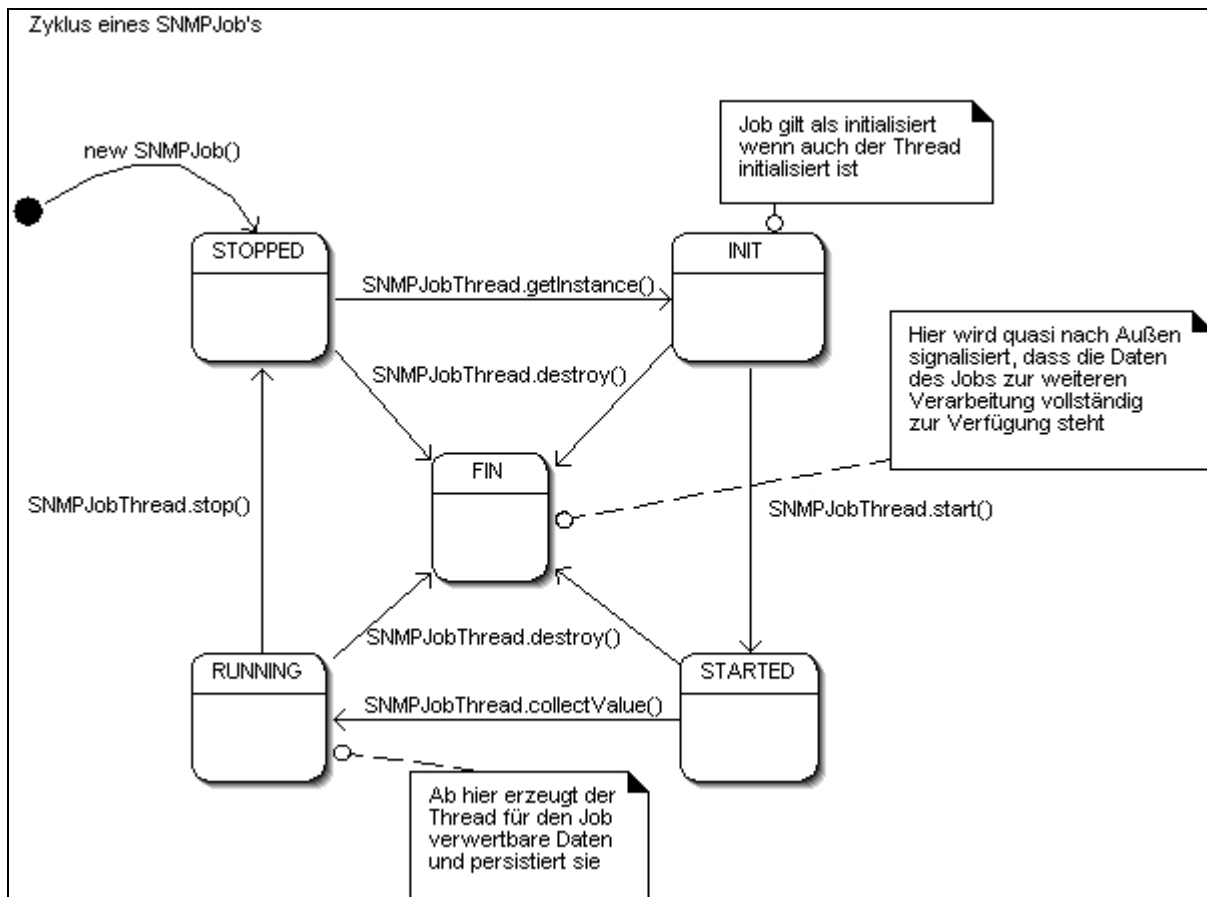 Zyklus eines SNMPJob's
new SNMPJob()
Job gilt als initialisiert
wenn auch der Thread
initialisiert ist
STOPPED
INIT
SNMPJobThread.getInstance()
Hier wird quasi nach Außen
signalisiert, dass die Daten
des Jobs zur weiteren
Verarbeitung vollständig
zur Verfügung steht
SNMPJobThread.destroy()
FIN
SNMPJobThread.stop()
SNMPJobThread.start()
SNMPJobThread.destroy()
RUNNING
STARTED
SNMPJobThread.collectValue()
Ab hier erzeugt der
Thread für den Job
verwertbare Daten
und persistiert sie